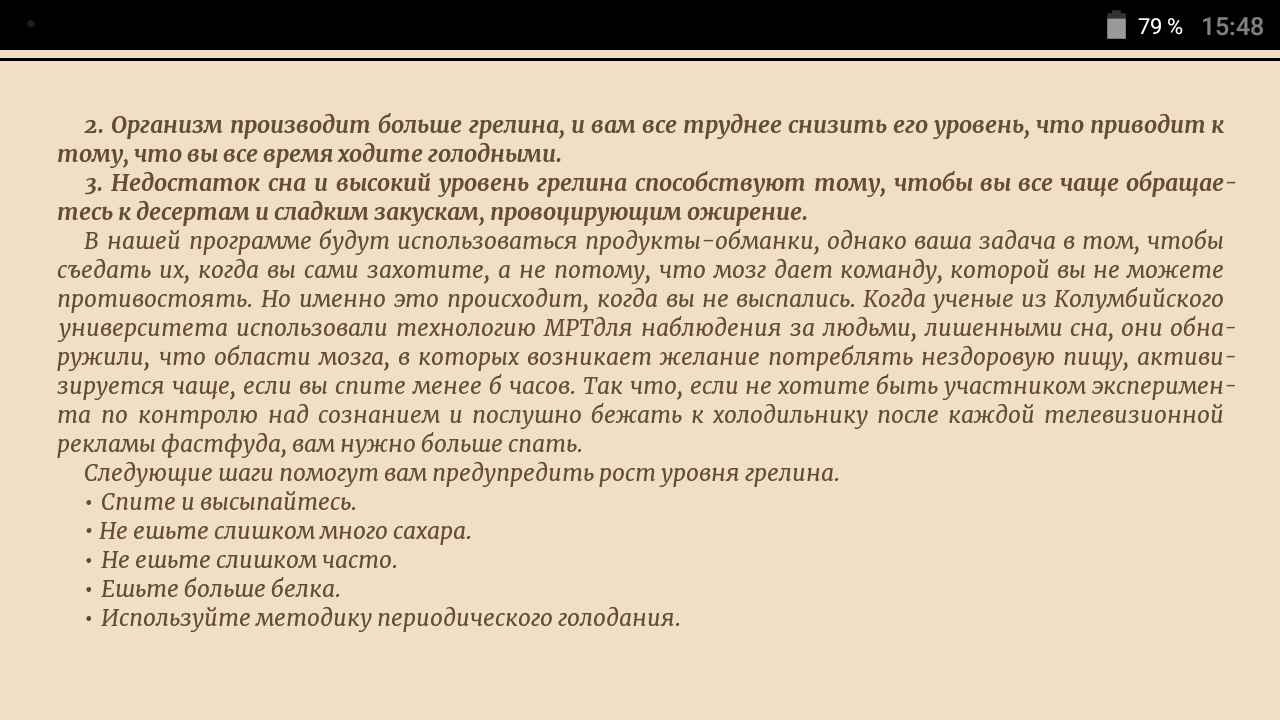 79 % 15:48
2. Организм производит больше грелина, и вам все труднее снизить его уровень, что приводит к
тому, что вы все время ходите голодными.
3. Недостаток сна и высокий уровень грелина способствуют тому, чтобы вы все чаще обращае-
тесь к десертам и сладким закускам, провоцирующим ожирение.
В нашей программе будут использоваться продукты-обманки, однако ваша задача в том, чтобы
съедать их, когда вы сами захотите, а не потому, что мозг дает команду, которой вы не можете
противостоять. Но именно это происходит, когда вы не выспались. Когда ученые из Колумбийского
университета использовали технологию МРТдля наблюдения за людьми, лишенными сна, они обна-
ружили, что области мозга, в которых возникает желание потреблять нездоровую пищу, активи-
зируется чаще, если вы спите менее 6 часов. Так что, если не хотите быть участником эксперимен-
та по контролю над сознанием и послушно бежать к холодильнику после каждой телевизионной
рекламы фастфуда, вам нужно больше спать.
Следующие шаги помогут вам предупредить рост уровня грелина.
• Спите и высыпайтесь.
• Не ешьте слишком много сахара.
• Не ешьте слишком часто.
• Ешьте больше белка.
• Используйте методику периодического голодания.